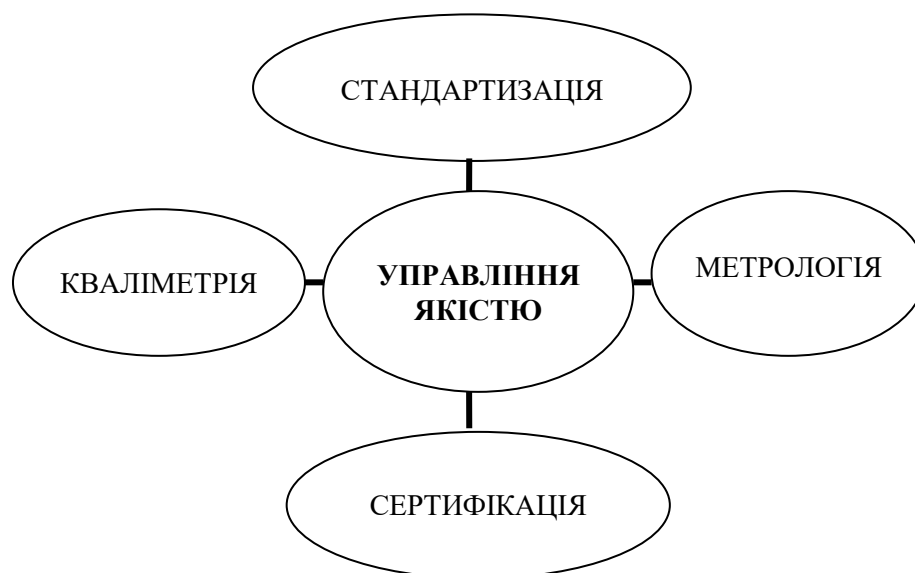 СТАНДАРТИЗАЦІЯ
КВАЛІМЕТРІЯ
УПРАВЛІННЯ
ЯКІСТЮ
МЕТРОЛОГІЯ
СЕРТИФІКАЦІЯ